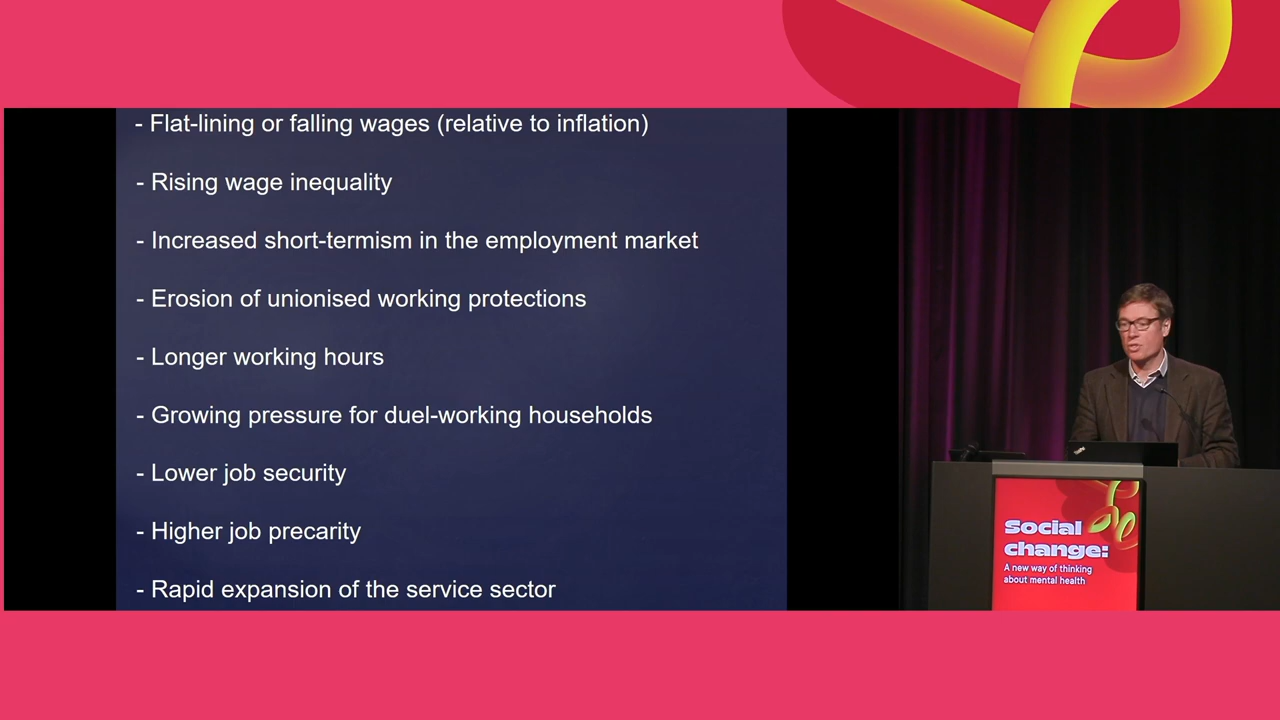 - Flat-lining or falling wages (relative to inflation)
- Rising wage inequality
- Increased short-termism in the employment market
- Erosion of unionised working protections
- Longer working hours
- Growing pressure for duel-working households
- Lower job security
- Higher job precarity
- Rapid expansion of the service sector
Social
change:
A new way of thinking
about mental health